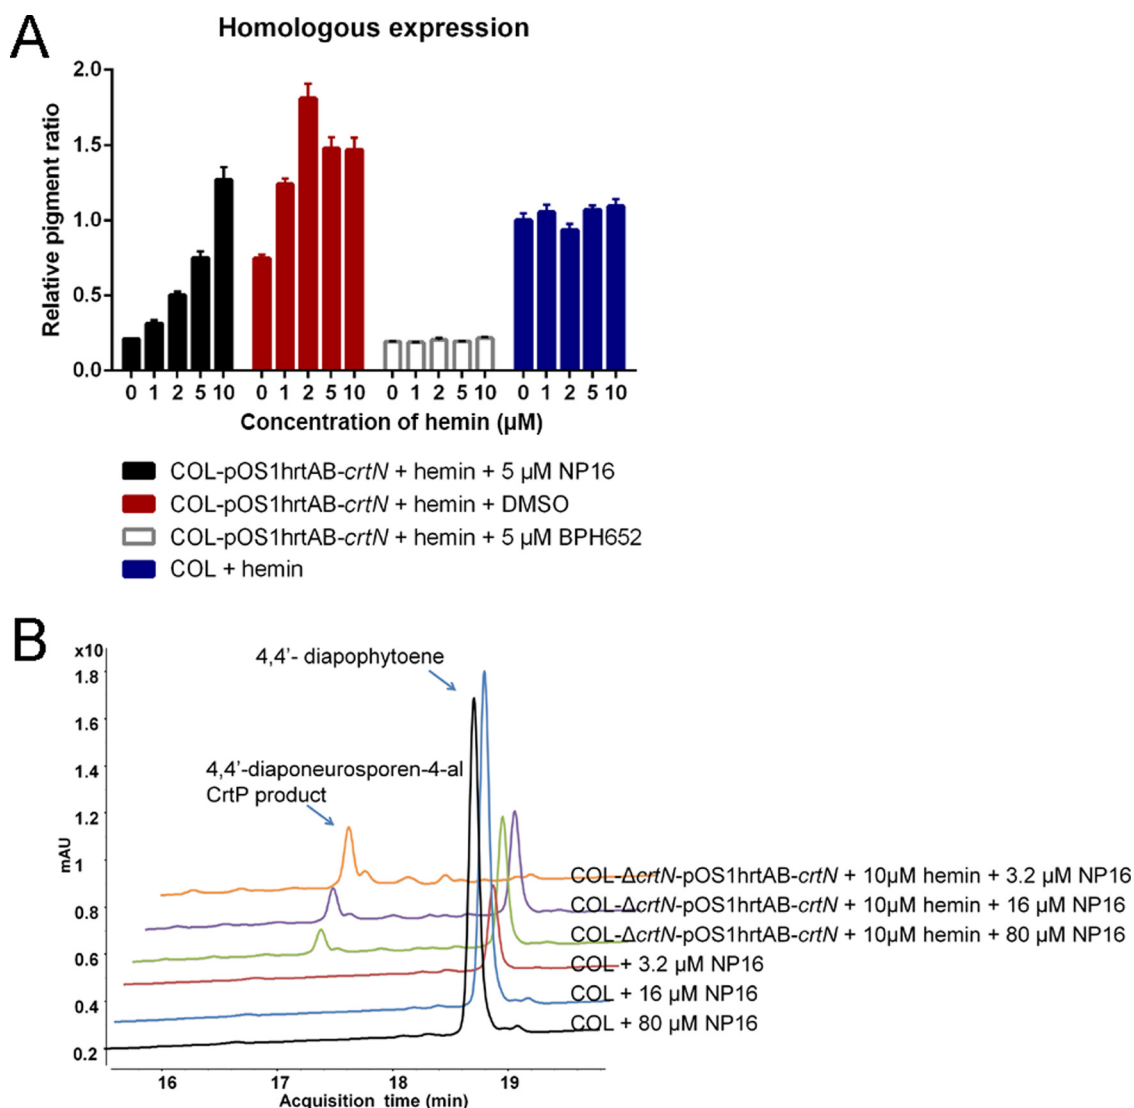 A
Homologous expression
Relative pigment ratio
2.0
1.5
1.0
0.5
0.0
0 1 2 5 10 0 1 2 5 10 0 1 2 5 10 0 1 2 5 10
Concentration of hemin (µM)
COL-pOS1hrtAB-crtN + hemin + 5 µM NP16
COL-pOS1hrtAB-crtN + hemin + DMSO
COL-pOS1hrtAB-crtN + hemin + 5 µM BPH652
COL + hemin
B
x10
1.8
1.6
1.4
1.2
1
0.8
0.6
0.4
0.2
mAU
4,4'- diapophytoene
4,4'-diaponeurosporen-4-al
CrtP product
COL-ΔcrtN-pOS1hrtAB-crtN + 10µM hemin + 3.2 µM NP16
COL-ΔcrtN-pOS1hrtAB-crtN + 10µM hemin + 16 µM NP16
COL-ΔcrtN-pOS1hrtAB-crtN + 10µM hemin + 80 µM NP16
COL + 3.2 µM NP16
COL + 16 µM NP16
COL + 80 µM NP16
16 17 18 19
Acquisition time (min)